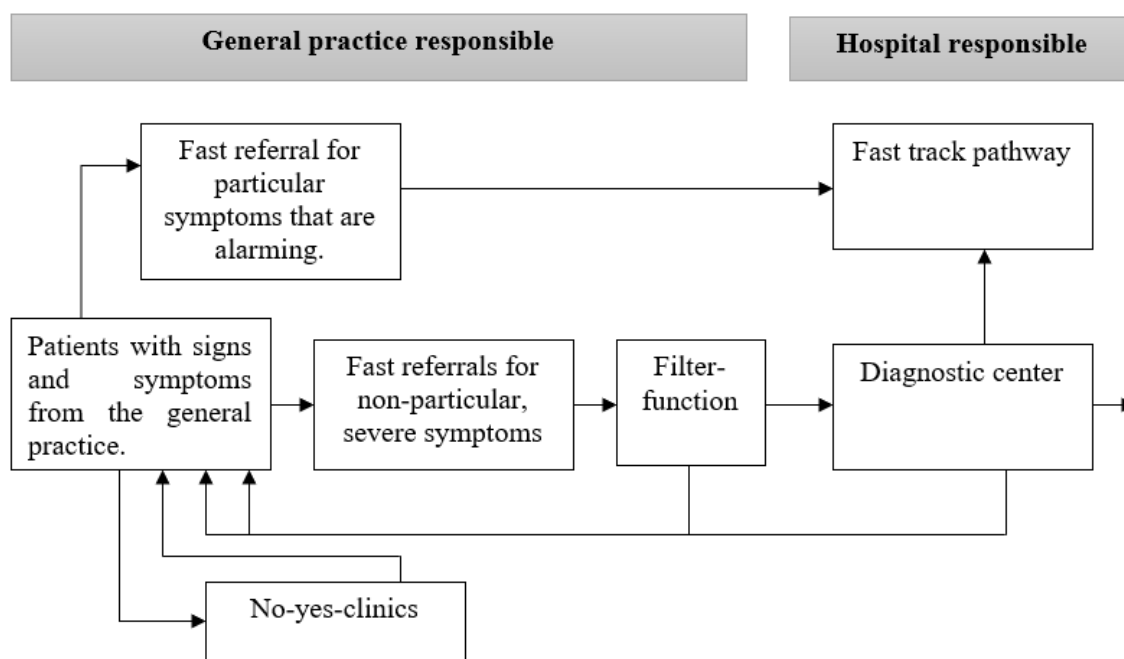 General practice responsible
Hospital responsible
Fast referral for
particular
symptoms that are
alarming.
Fast track pathway
Patients with signs
and symptoms
from the general
practice.
Fast referrals for
non-particular,
severe symptoms
Filter-
function
Diagnostic center
No-yes-clinics